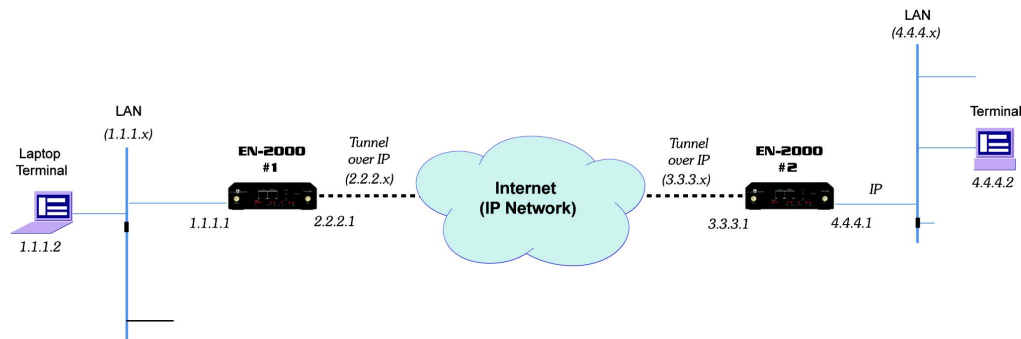 LAN
(4.4.4.x)
LAN
(1.1.1.x)
Laptop
Terminal
1.1.1.2
EN-2000
#1
1.1.1.1
2.2.2.1
Tunnel
over IP
(2.2.2.x)
Internet
(IP Network)
Tunnel
over IP
(3.3.3.x)
EN-2000
#2
3.3.3.1
4.4.4.1
IP
Terminal
4.4.4.2